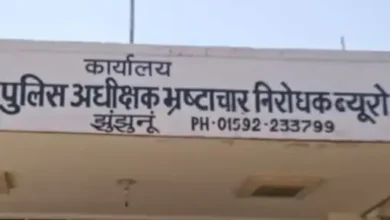 कार्यालय
पुलिस अधीक्षक भ्रष्टाचार निरोधक ब्यूरो
झुंझुनूं PH-01592-233799